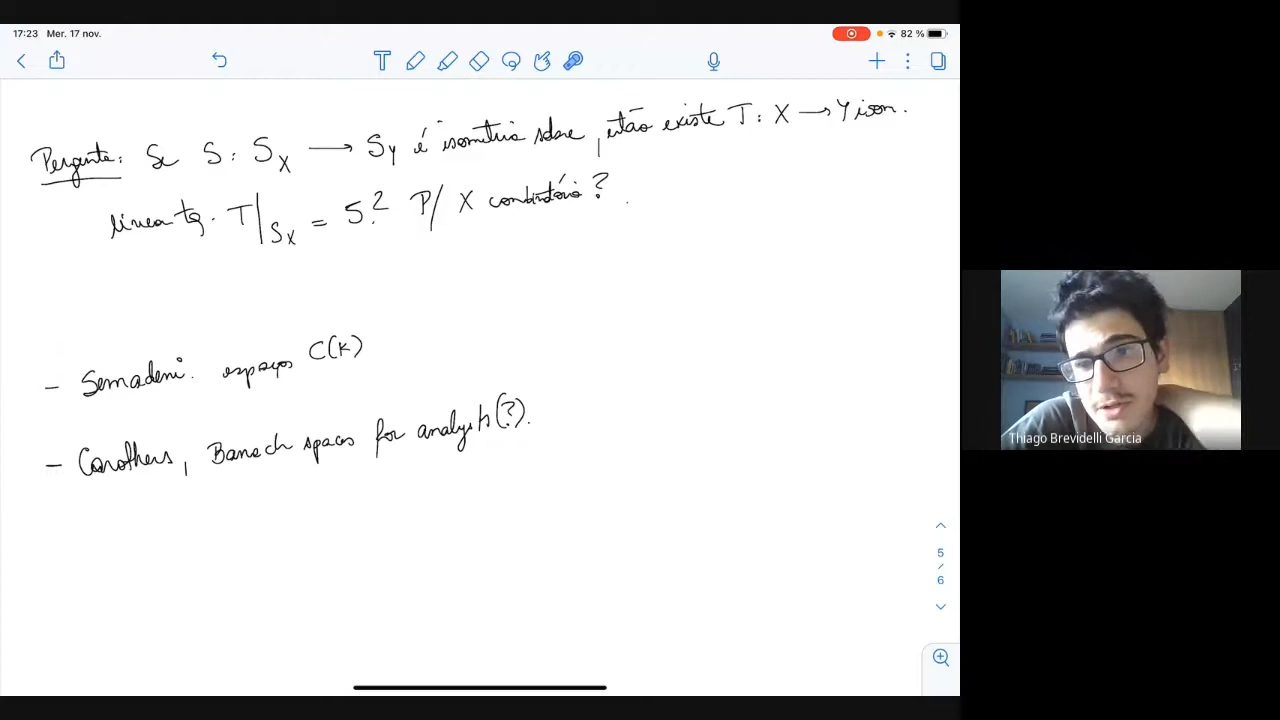 17:23 Mer. 17 nov. 82 %
Pergunta: Se S : S_X → S_Y é isometria sobre, então existe T : X → Y isom.
linear tq. T|_{S_X} = S? P/ X combinatório?
- Semadeni: espaços C(K)
- Carothers, Banach spaces for analysts(?).
Thiago Brevidelli Garcia
5
/
6